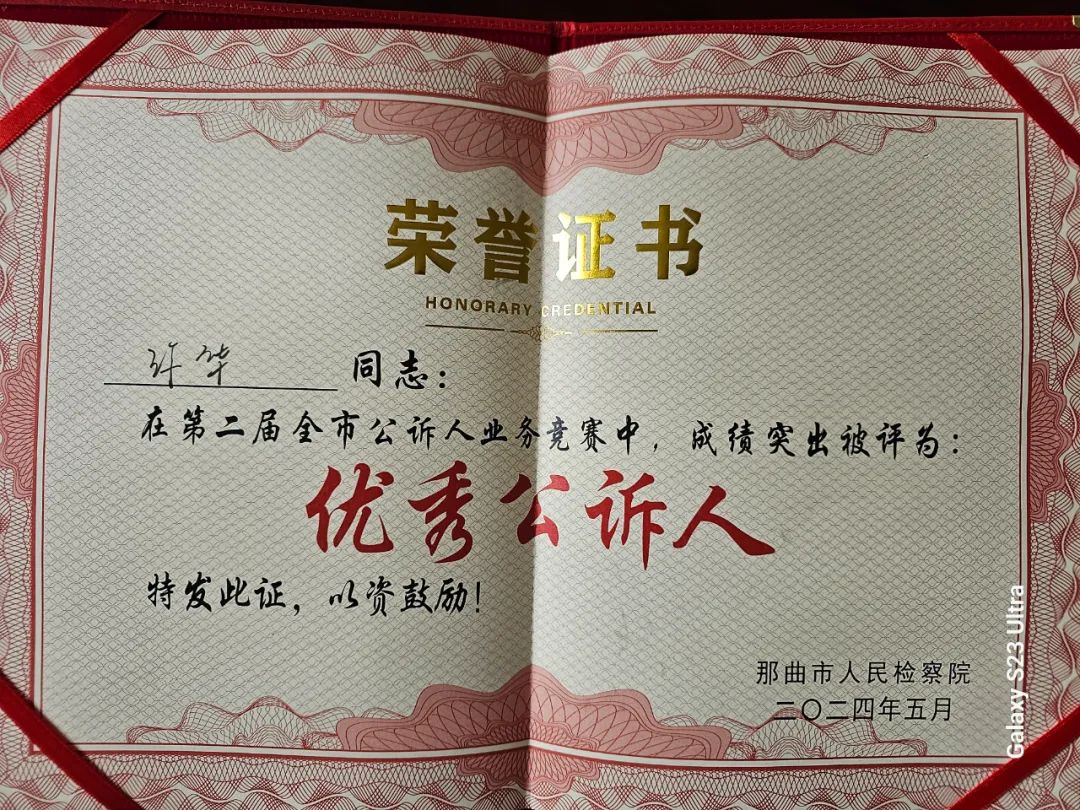 荣誉证书
HONORARY CREDENTIAL
许华 同志:
在第二届全市公诉人业务竞赛中,成绩突出被评为:
优秀公诉人
特发此证,以资鼓励!
那曲市人民检察院
二〇二四年五月
Galaxy S23 Ultra